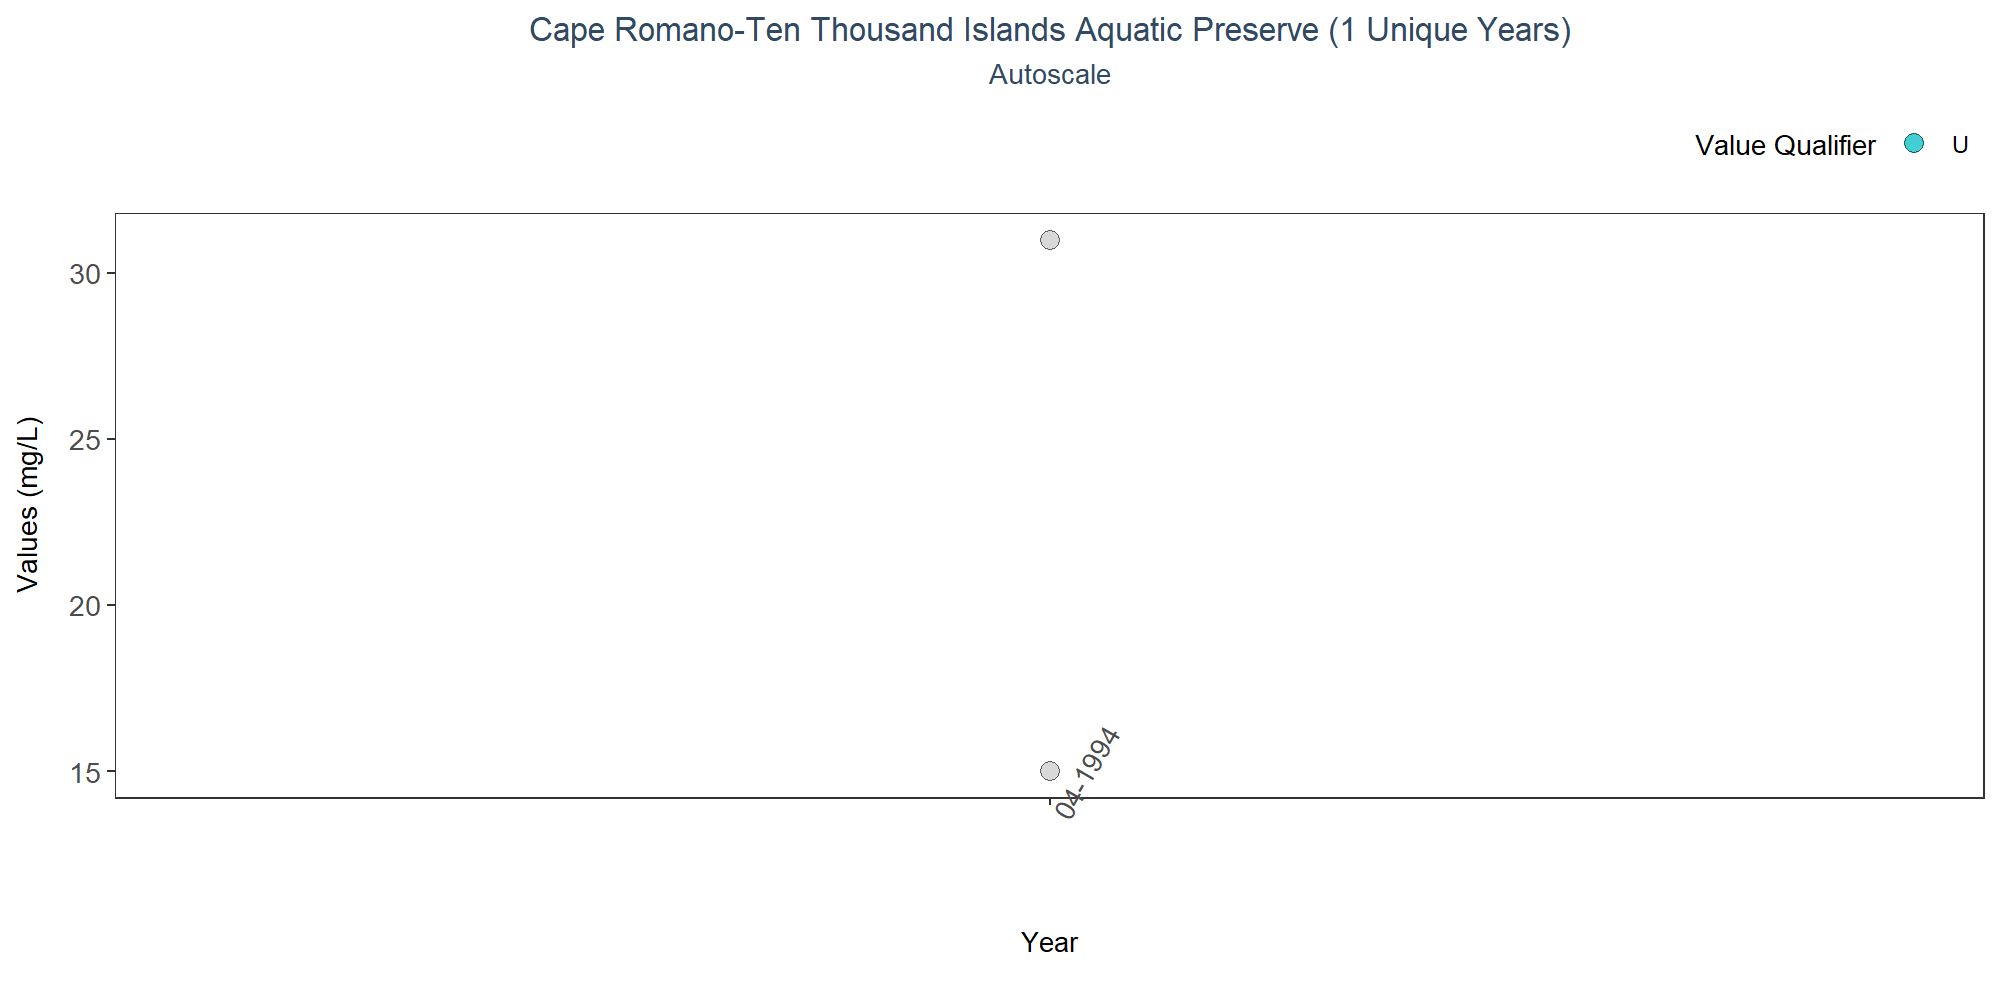 Cape Romano-Ten Thousand Islands Aquatic Preserve (1 Unique Years)
Autoscale
Value Qualifier U
30
25
20
15
Values (mg/L)
04-1994
Year